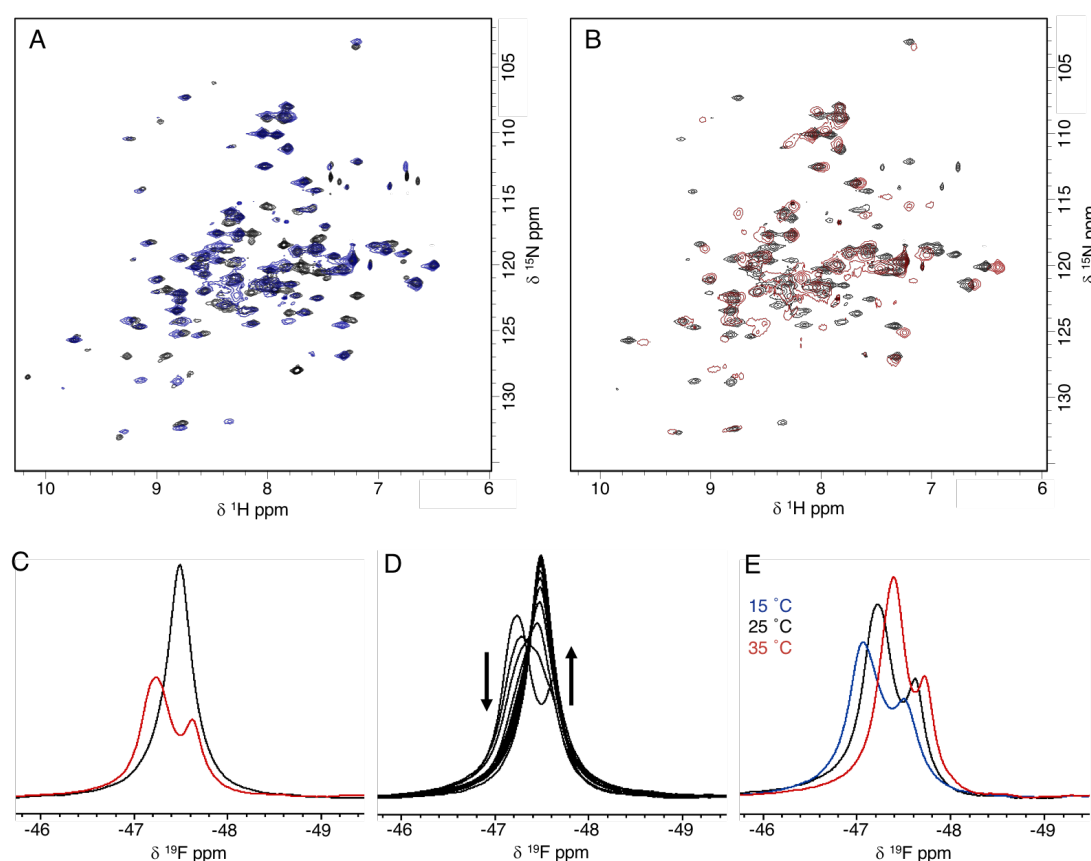 A
B
105
110
115
120
125
130
δ ¹⁵N ppm
10 9 8 7 6
δ ¹H ppm
105
110
115
120
125
130
δ ¹⁵N ppm
10 9 8 7 6
δ ¹H ppm
C
D
E
15 °C
25 °C
35 °C
-46 -47 -48 -49
δ ¹⁹F ppm
-46 -47 -48 -49
δ ¹⁹F ppm
-46 -47 -48 -49
δ ¹⁹F ppm